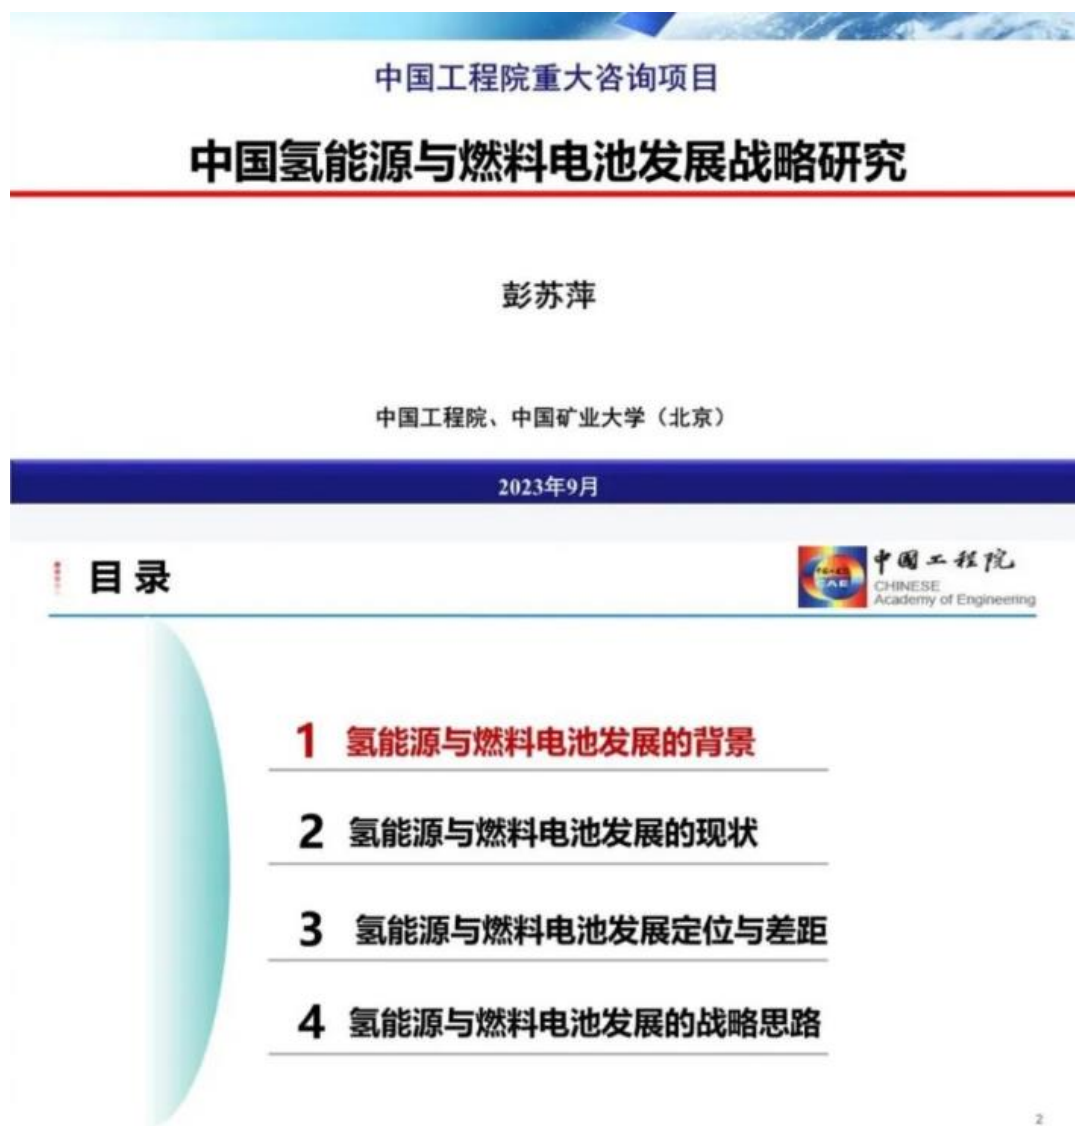 中国工程院重大咨询项目
中国氢能源与燃料电池发展战略研究
彭苏萍
中国工程院、中国矿业大学（北京）
2023年9月
目录
中国工程院
CAE
CHINESE
Academy of Engineering
1 氢能源与燃料电池发展的背景
2 氢能源与燃料电池发展的现状
3 氢能源与燃料电池发展定位与差距
4 氢能源与燃料电池发展的战略思路
2